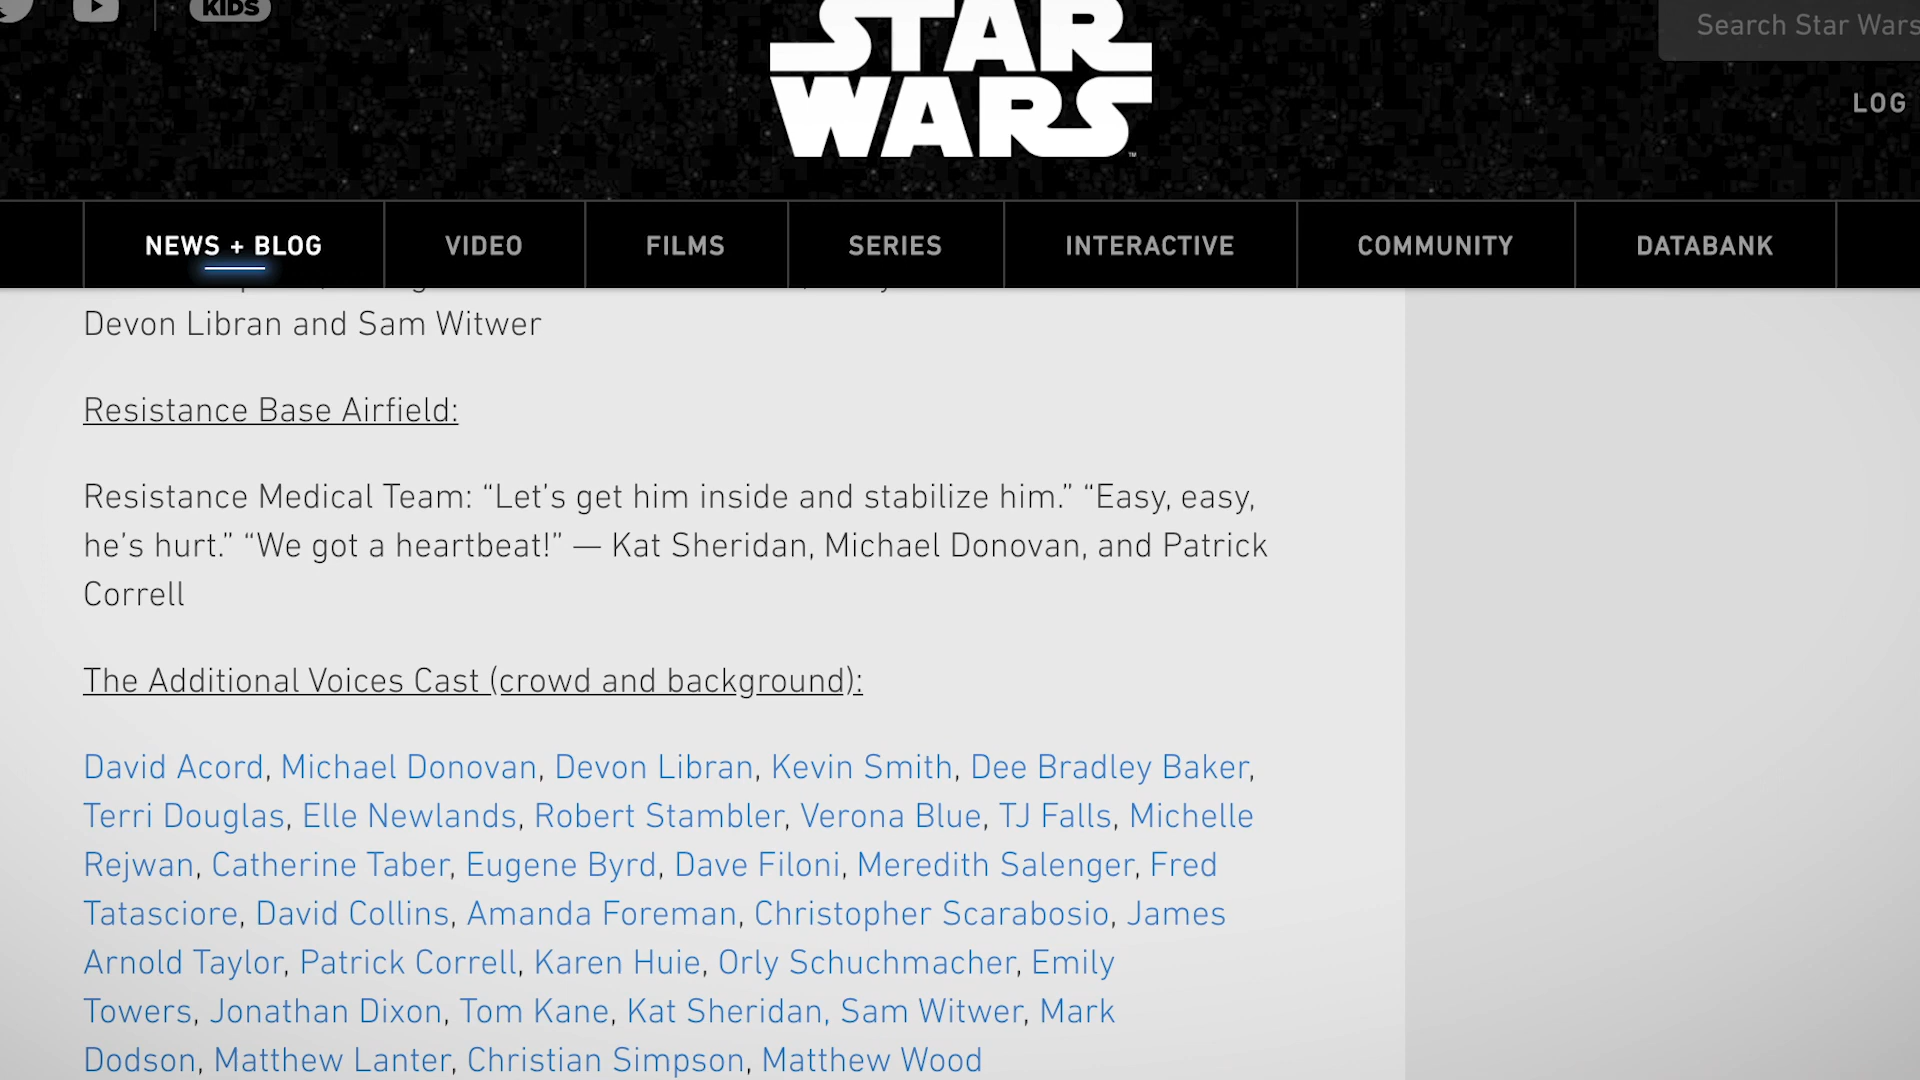 KIDS
STAR
WARS
Search Star Wars
LOG
NEWS + BLOG
VIDEO
FILMS
SERIES
INTERACTIVE
COMMUNITY
DATABANK
Devon Libran and Sam Witwer
Resistance Base Airfield:
Resistance Medical Team: “Let’s get him inside and stabilize him.” “Easy, easy,
he’s hurt.” “We got a heartbeat!” — Kat Sheridan, Michael Donovan, and Patrick
Correll
The Additional Voices Cast (crowd and background):
David Acord, Michael Donovan, Devon Libran, Kevin Smith, Dee Bradley Baker,
Terri Douglas, Elle Newlands, Robert Stambler, Verona Blue, TJ Falls, Michelle
Rejwan, Catherine Taber, Eugene Byrd, Dave Filoni, Meredith Salenger, Fred
Tatasciore, David Collins, Amanda Foreman, Christopher Scarabosio, James
Arnold Taylor, Patrick Correll, Karen Huie, Orly Schuchmacher, Emily
Towers, Jonathan Dixon, Tom Kane, Kat Sheridan, Sam Witwer, Mark
Dodson, Matthew Lanter, Christian Simpson, Matthew Wood